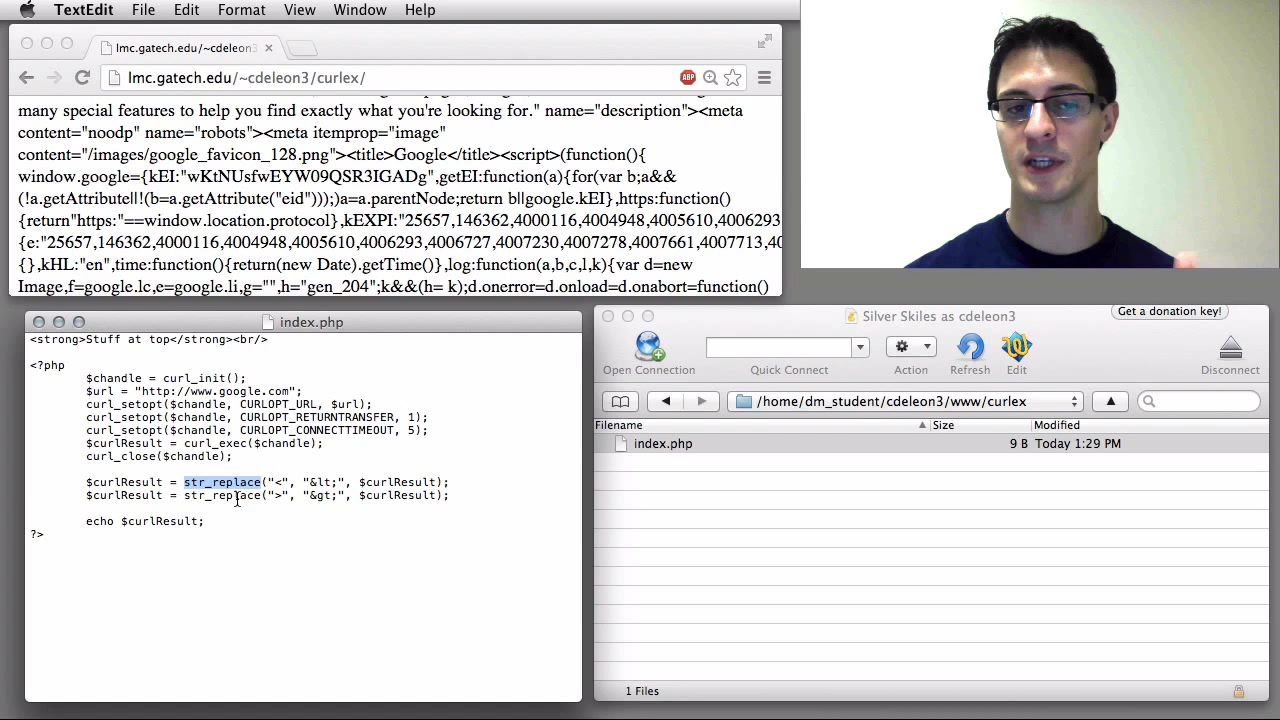 TextEdit File Edit Format View Window Help
lmc.gatech.edu/~cdeleon3
lmc.gatech.edu/~cdeleon3/curlex/
ABP
many special features to help you find exactly what you're looking for." name="description"><meta
content="noodp" name="robots"><meta itemprop="image"
content="/images/google_favicon_128.png"><title>Google</title><script>(function(){
window.google={kEI:"wKtNUsfwEYW09QSR3IGADg",getEI:function(a){for(var b;a&&
(!a.getAttribute||!(b=a.getAttribute("eid")));)a=a.parentNode;return b||google.kEI},https:function()
{return"https:"==window.location.protocol},kEXPI:"25657,146362,4000116,4004948,4005610,4006293
{e:"25657,146362,4000116,4004948,4005610,4006293,4006727,4007230,4007278,4007661,4007713,40
{},kHL:"en",time:function(){return(new Date).getTime()},log:function(a,b,c,l,k){var d=new
Image,f=google.lc,e=google.li,g="",h="gen_204";k&&(h= k);d.onerror=d.onload=d.onabort=function()
index.php
<strong>Stuff at top</strong><br/>
<?php
$chandle = curl_init();
$url = "http://www.google.com";
curl_setopt($chandle, CURLOPT_URL, $url);
curl_setopt($chandle, CURLOPT_RETURNTRANSFER, 1);
curl_setopt($chandle, CURLOPT_CONNECTTIMEOUT, 5);
$curlResult = curl_exec($chandle);
curl_close($chandle);
$curlResult = str_replace("<", "&lt;", $curlResult);
$curlResult = str_replace(">", "&gt;", $curlResult);
echo $curlResult;
?>
Silver Skiles as cdeleon3
Get a donation key!
Open Connection Quick Connect Action Refresh Edit Disconnect
/home/dm_student/cdeleon3/www/curlex
Filename Size Modified
index.php 9 B Today 1:29 PM
1 Files